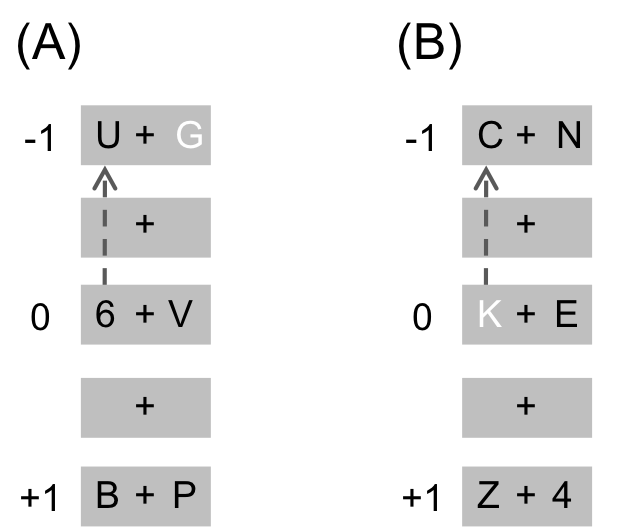 (A) (B)
-1 U + G -1 C + N
+ +
0 6 + V 0 K + E
+ +
+1 B + P +1 Z + 4